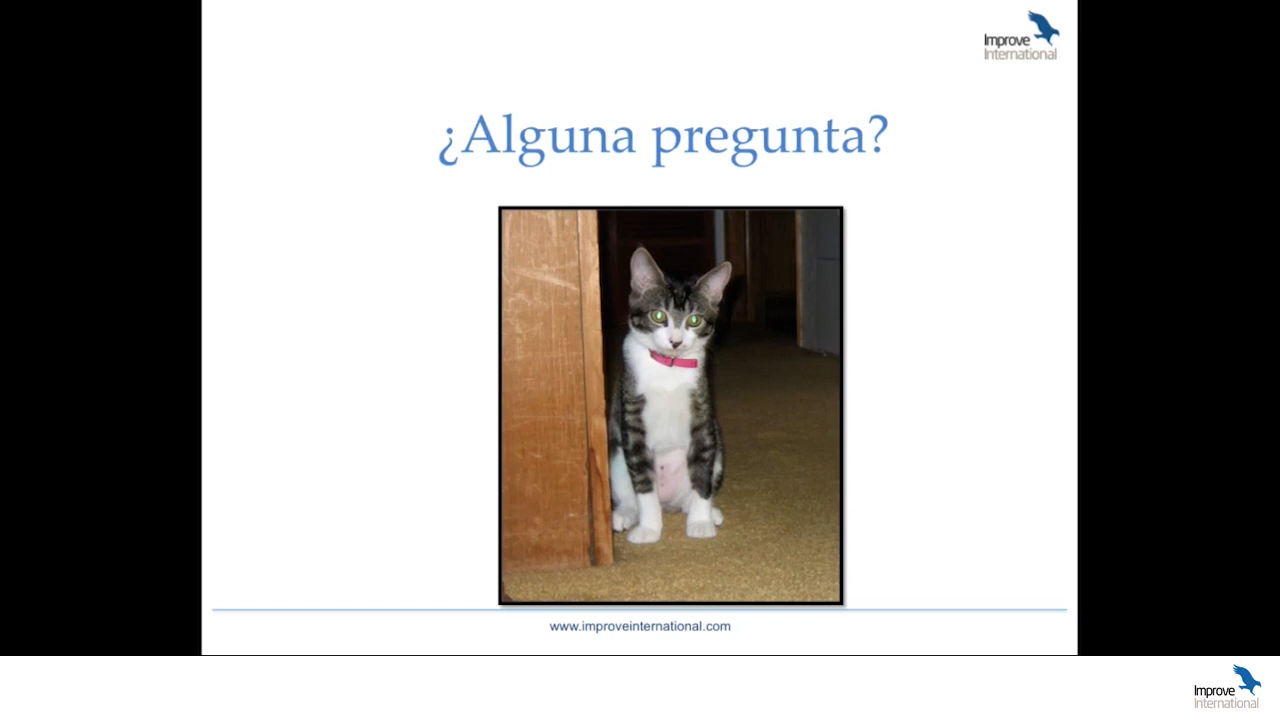 Improve
International
¿Alguna pregunta?
www.improveinternational.com
Improve
International